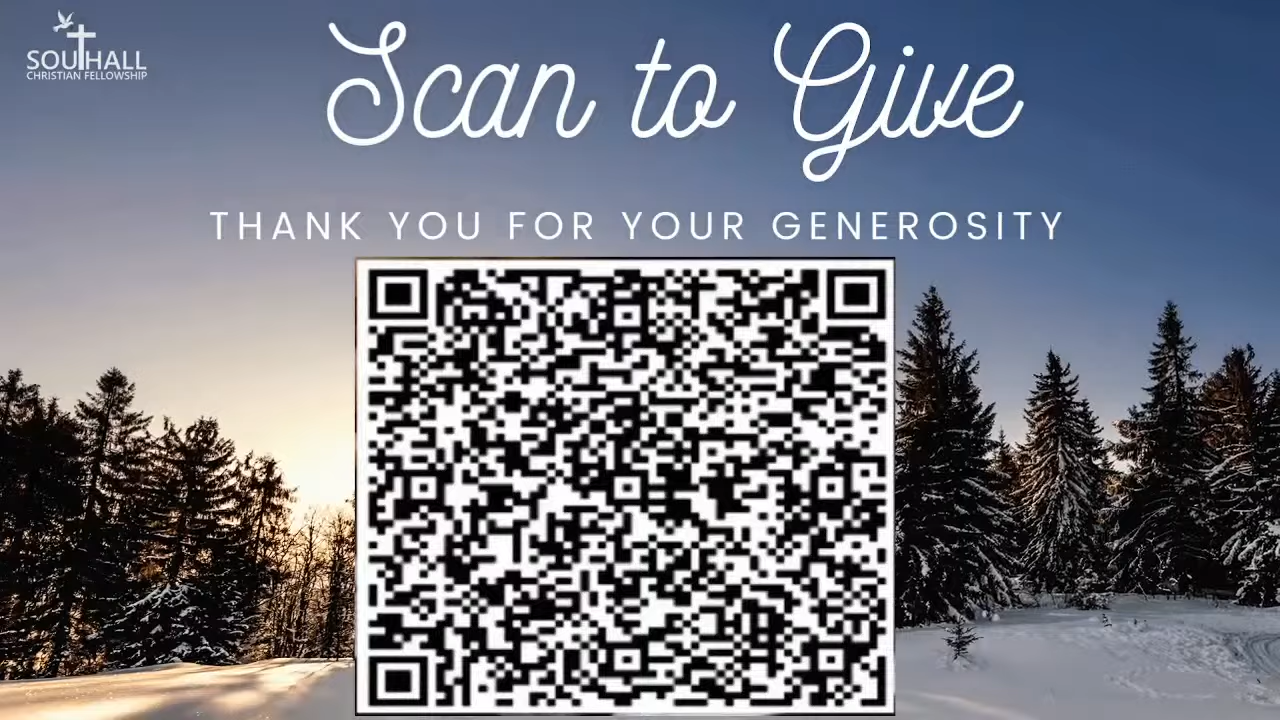 SOUTHALL
CHRISTIAN FELLOWSHIP
Scan to Give
THANK YOU FOR YOUR GENEROSITY